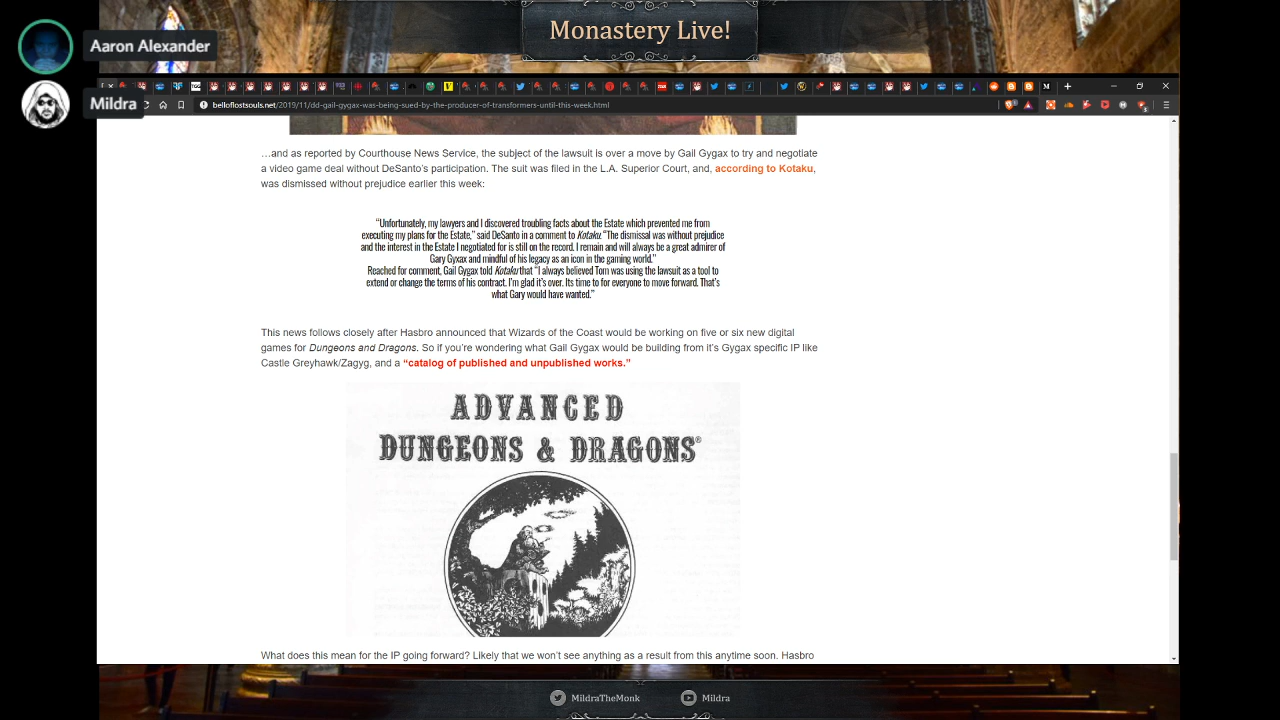 Monastery Live!
Aaron Alexander
Mildra
belloflostsouls.net/2019/11/dd-gail-gygax-was-being-sued-by-the-producer-of-transformers-until-this-week.html
…and as reported by Courthouse News Service, the subject of the lawsuit is over a move by Gail Gygax to try and negotiate
a video game deal without DeSanto's participation. The suit was filed in the L.A. Superior Court, and, according to Kotaku,
was dismissed without prejudice earlier this week:
“Unfortunately, my lawyers and I discovered troubling facts about the Estate which prevented me from
executing my plans for the Estate,” said DeSanto in a comment to Kotaku. “The dismissal was without prejudice
and the interest in the Estate I negotiated for is still on the record. I remain and will always be a great admirer of
Gary Gyxax and mindful of his legacy as an icon in the gaming world.”
Reached for comment, Gail Gygax told Kotaku that “I always believed Tom was using the lawsuit as a tool to
extend or change the terms of his contract. I'm glad it's over. Its time to for everyone to move forward. That's
what Gary would have wanted.”
This news follows closely after Hasbro announced that Wizards of the Coast would be working on five or six new digital
games for Dungeons and Dragons. So if you're wondering what Gail Gygax would be building from it's Gygax specific IP like
Castle Greyhawk/Zagyg, and a “catalog of published and unpublished works.”
ADVANCED
DUNGEONS & DRAGONS®
What does this mean for the IP going forward? Likely that we won't see anything as a result from this anytime soon. Hasbro
MildraTheMonk
Mildra